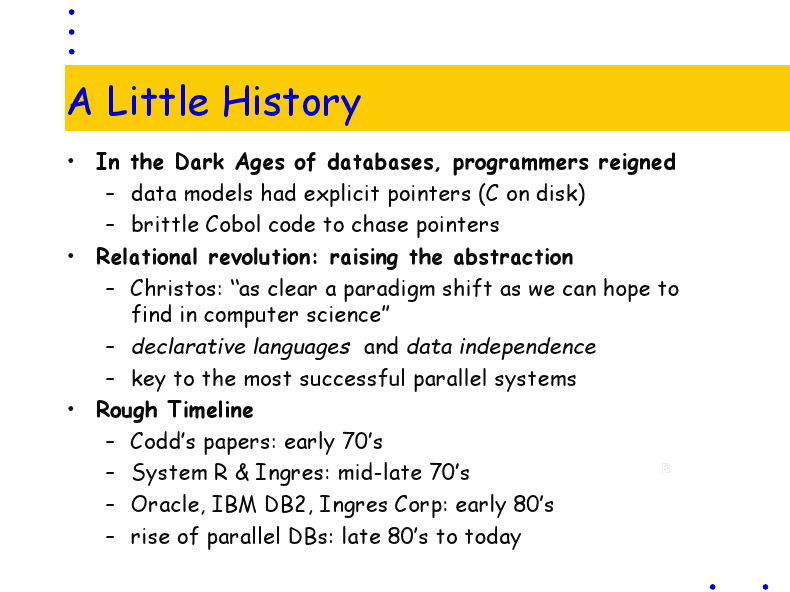 A Little History
• In the Dark Ages of databases, programmers reigned
– data models had explicit pointers (C on disk)
– brittle Cobol code to chase pointers
• Relational revolution: raising the abstraction
– Christos: ‘‘as clear a paradigm shift as we can hope to
find in computer science”
– declarative languages and data independence
– key to the most successful parallel systems
• Rough Timeline
– Codd’s papers: early 70’s
– System R & Ingres: mid-late 70’s
– Oracle, IBM DB2, Ingres Corp: early 80’s
– rise of parallel DBs: late 80’s to today